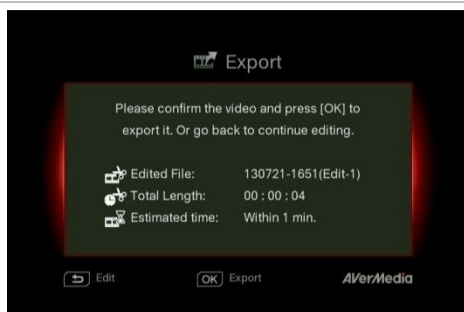 Export
Please confirm the video and press [OK] to
export it. Or go back to continue editing.
Edited File: 130721-1651(Edit-1)
Total Length: 00 : 00 : 04
Estimated time: Within 1 min.
Edit OK Export AVerMedia